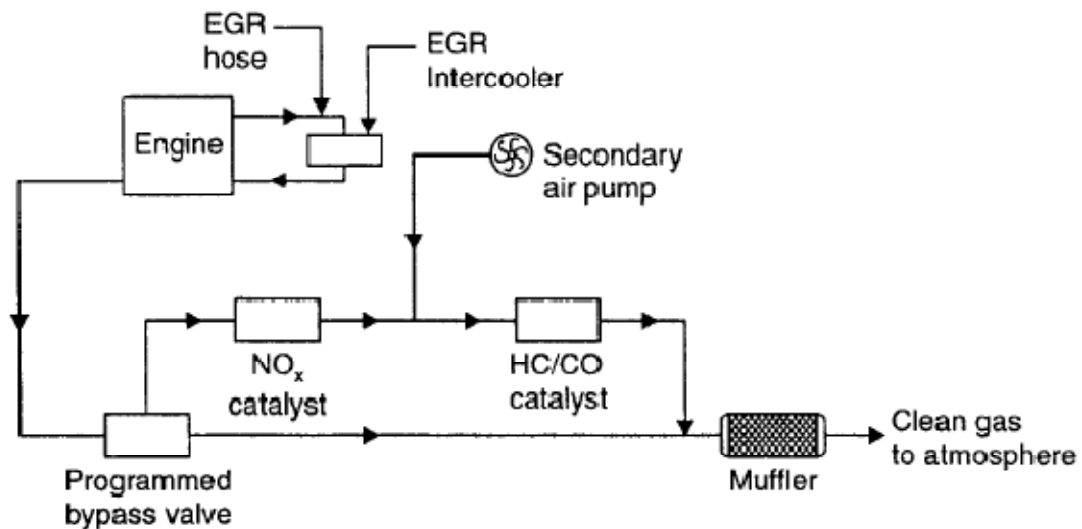 EGR
hose
EGR
Intercooler
Engine
Secondary
air pump
NOx
catalyst
HC/CO
catalyst
Programmed
bypass valve
Muffler
Clean gas
to atmosphere